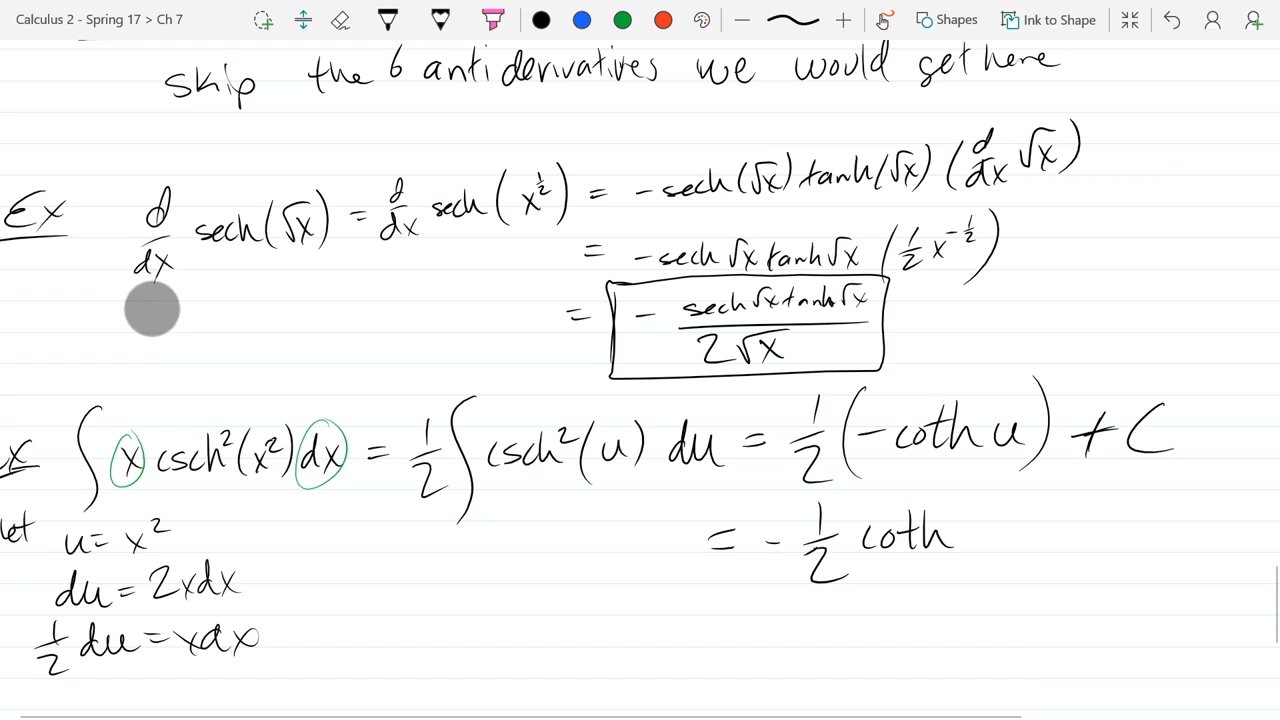 Calculus 2 - Spring 17 > Ch 7
Shapes
Ink to Shape
skip the 6 antiderivatives we would get here
Ex d/dx sech(√x) = d/dx sech(x^{1/2}) = -sech(√x) tanh(√x) (d/dx √x)
= -sech √x tanh √x (1/2 x^{-1/2})
= - sech √x tanh √x / 2√x
x ∫ x csch²(x²) dx = 1/2 ∫ csch²(u) du = 1/2 (-coth u) + C
let u = x²
= - 1/2 coth
du = 2x dx
1/2 du = x dx